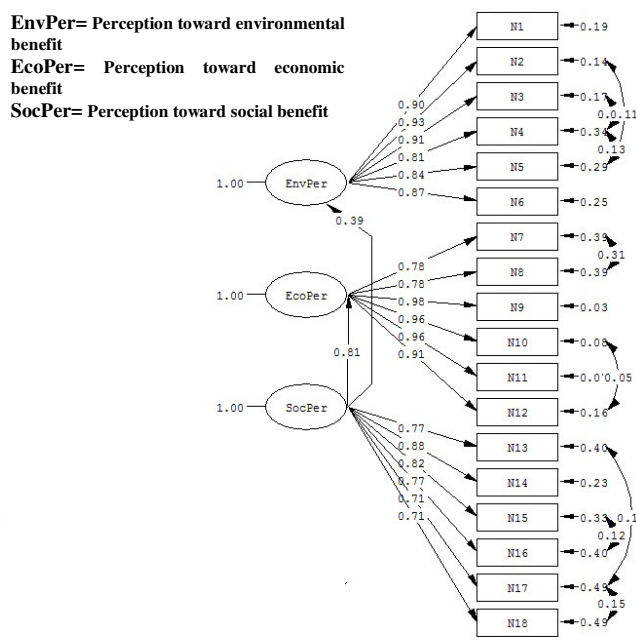 EnvPer= Perception toward environmental
benefit
EcoPer= Perception toward economic
benefit
SocPer= Perception toward social benefit
N1 0.19
N2 0.14
0.90
0.93
N3 0.17
0.91
0.11
N4 0.34
0.81
0.13
0.84
N5 0.29
1.00 EnvPer
0.87
N6 0.25
0.39
N7 0.39
0.31
0.78
N8 0.39
0.78
1.00 EcoPer
0.98
N9 0.03
0.96
N10 0.08
0.96
0.81
0.91
N11 0.05
N12 0.16
1.00 SocPer
0.77
N13 0.40
0.88
0.82
N14 0.23
0.77
0.71
N15 0.33
0.71
0.12
N16 0.40
N17 0.49
0.15
N18 0.49